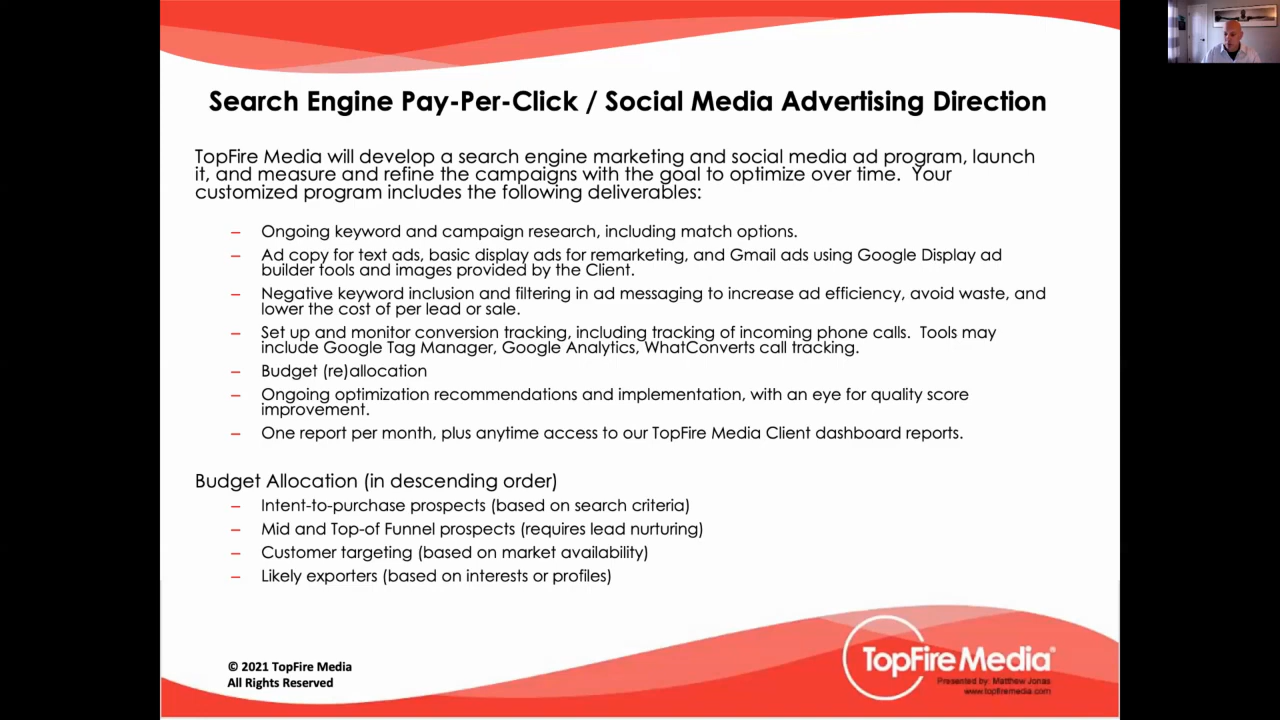 Search Engine Pay-Per-Click / Social Media Advertising Direction
TopFire Media will develop a search engine marketing and social media ad program, launch
it, and measure and refine the campaigns with the goal to optimize over time.  Your
customized program includes the following deliverables:
– Ongoing keyword and campaign research, including match options.
– Ad copy for text ads, basic display ads for remarketing, and Gmail ads using Google Display ad
builder tools and images provided by the Client.
– Negative keyword inclusion and filtering in ad messaging to increase ad efficiency, avoid waste, and
lower the cost of per lead or sale.
– Set up and monitor conversion tracking, including tracking of incoming phone calls.  Tools may
include Google Tag Manager, Google Analytics, WhatConverts call tracking.
– Budget (re)allocation
– Ongoing optimization recommendations and implementation, with an eye for quality score
improvement.
– One report per month, plus anytime access to our TopFire Media Client dashboard reports.
Budget Allocation (in descending order)
– Intent-to-purchase prospects (based on search criteria)
– Mid and Top-of Funnel prospects (requires lead nurturing)
– Customer targeting (based on market availability)
– Likely exporters (based on interests or profiles)
© 2021 TopFire Media
All Rights Reserved
TopFire Media®
Presented by: Matthew Jonas
www.topfiremedia.com